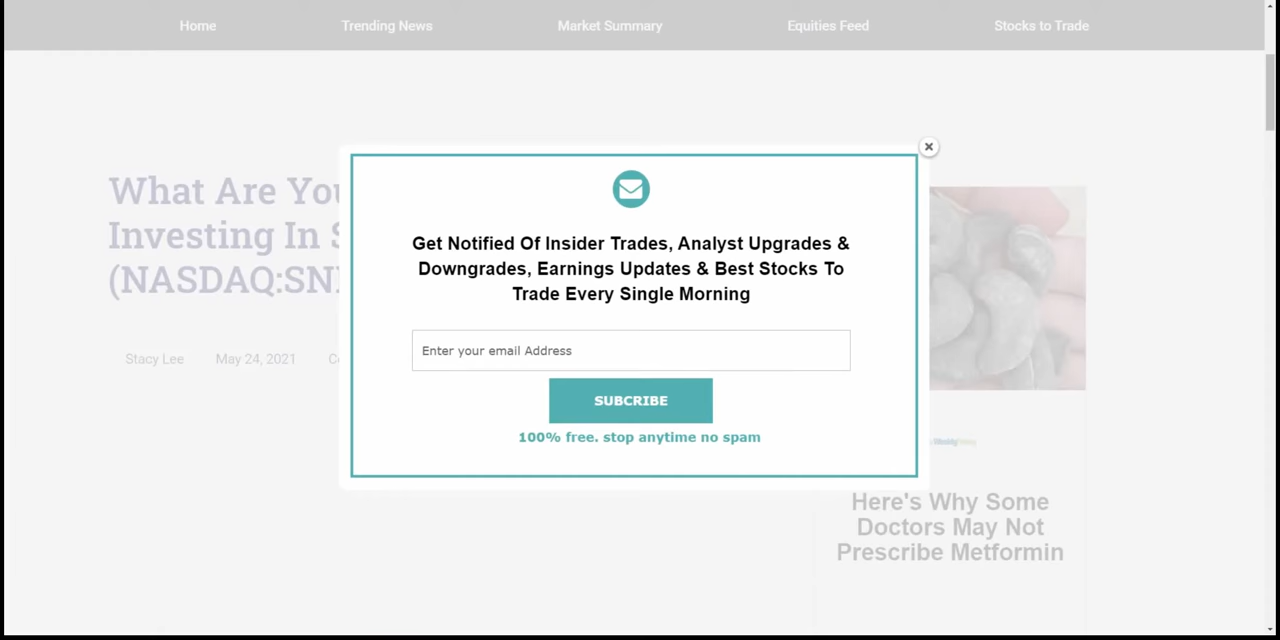 Home
Trending News
Market Summary
Equities Feed
Stocks to Trade
What Are You
Investing In
(NASDAQ:SN
Stacy Lee
May 24, 2021
Get Notified Of Insider Trades, Analyst Upgrades &
Downgrades, Earnings Updates & Best Stocks To
Trade Every Single Morning
Enter your email Address
SUBCRIBE
100% free. stop anytime no spam
Here's Why Some
Doctors May Not
Prescribe Metformin